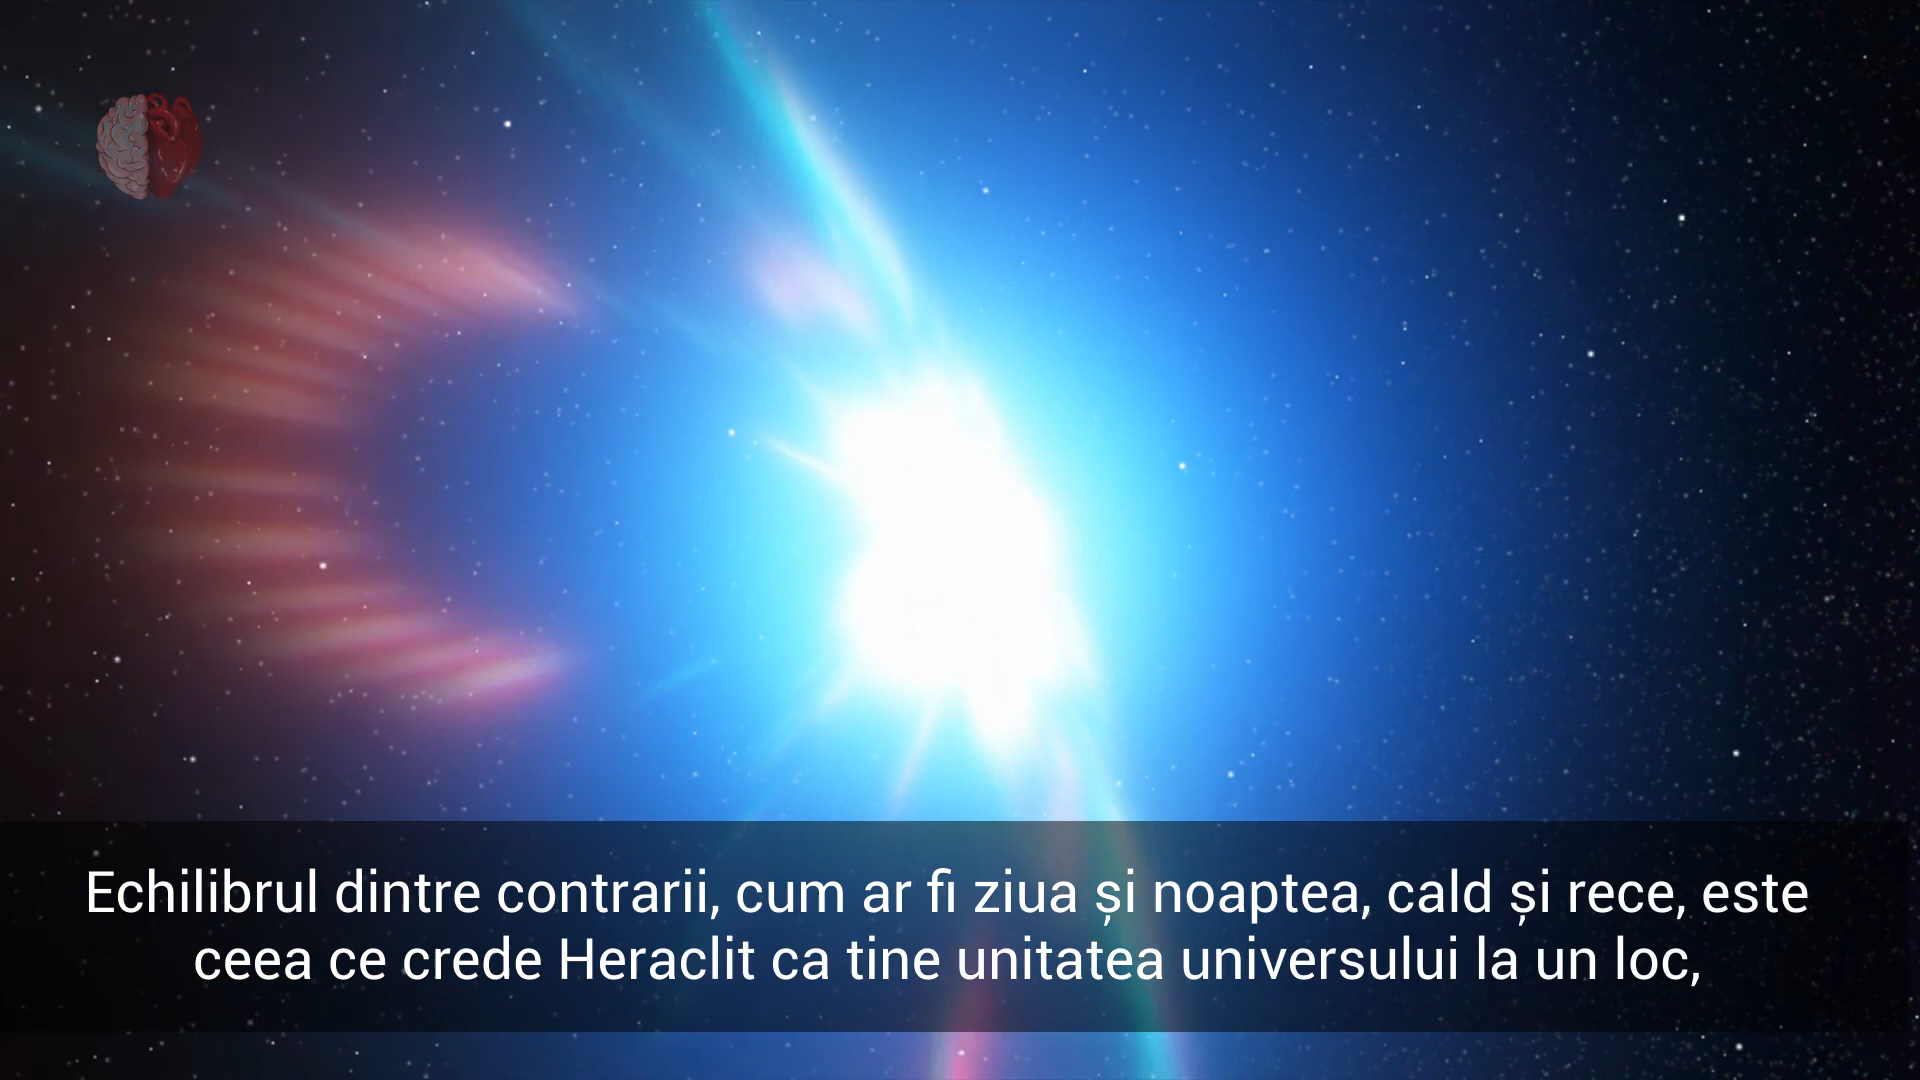 Echilibrul dintre contrarii, cum ar fi ziua și noaptea, cald și rece, este
ceea ce crede Heraclit ca tine unitatea universului la un loc,